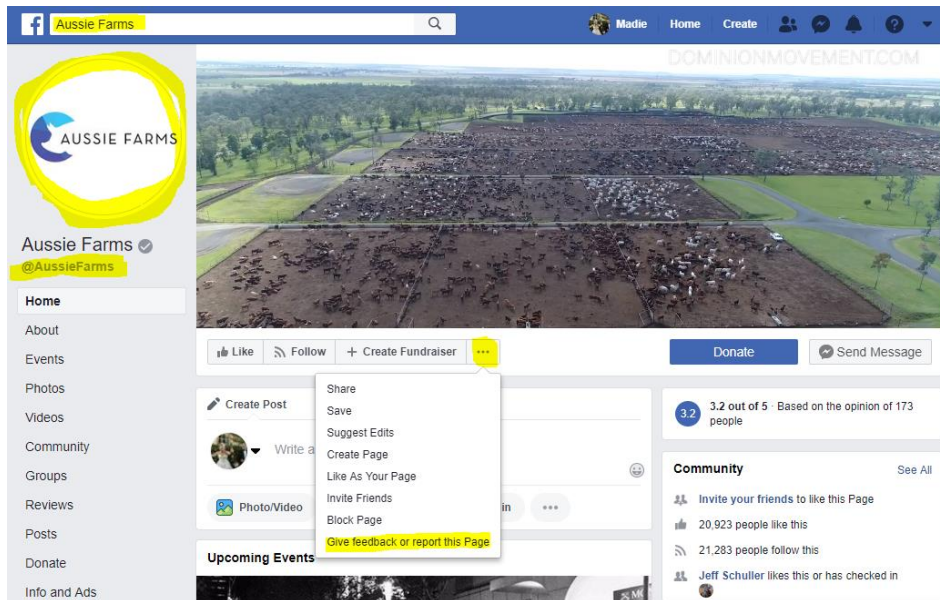 Aussie Farms
Madie
Home
Create
DOMINIONMOVEMENT.COM
AUSSIE FARMS
Aussie Farms
@AussieFarms
Home
About
Events
Photos
Videos
Community
Groups
Reviews
Posts
Donate
Info and Ads
Like
Follow
+ Create Fundraiser
...
Donate
Send Message
Share
Save
Suggest Edits
Create Page
Like As Your Page
Invite Friends
Block Page
Give feedback or report this Page
Create Post
Write a
Photo/Video
in
Upcoming Events
3.2
3.2 out of 5 · Based on the opinion of 173
people
Community
See All
Invite your friends to like this Page
20,923 people like this
21,283 people follow this
Jeff Schuller likes this or has checked in